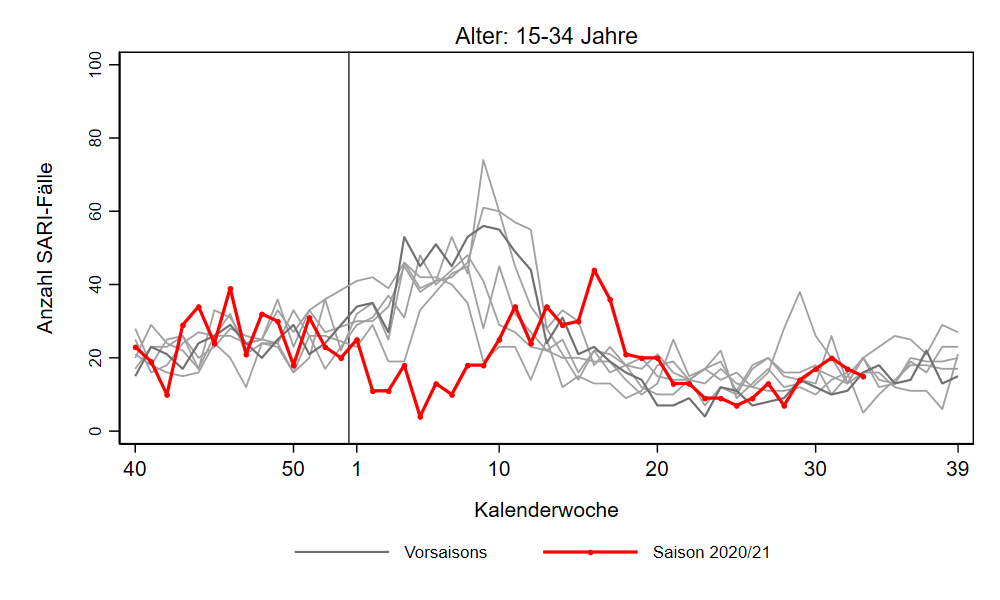 Alter: 15-34 Jahre
100
80
60
40
20
0
Anzahl SARI-Fälle
40 50 1 10 20 30 39
Kalenderwoche
Vorsaisons Saison 2020/21